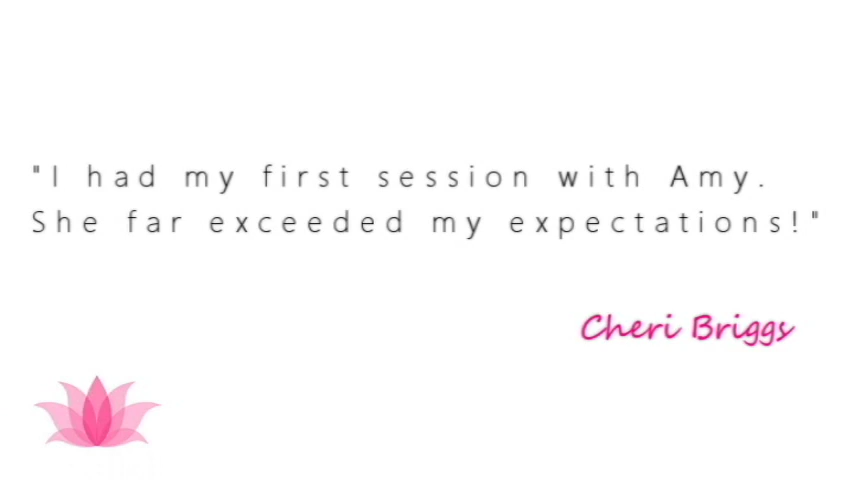 "I had my first session with Amy.
She far exceeded my expectations!"
Cheri Briggs